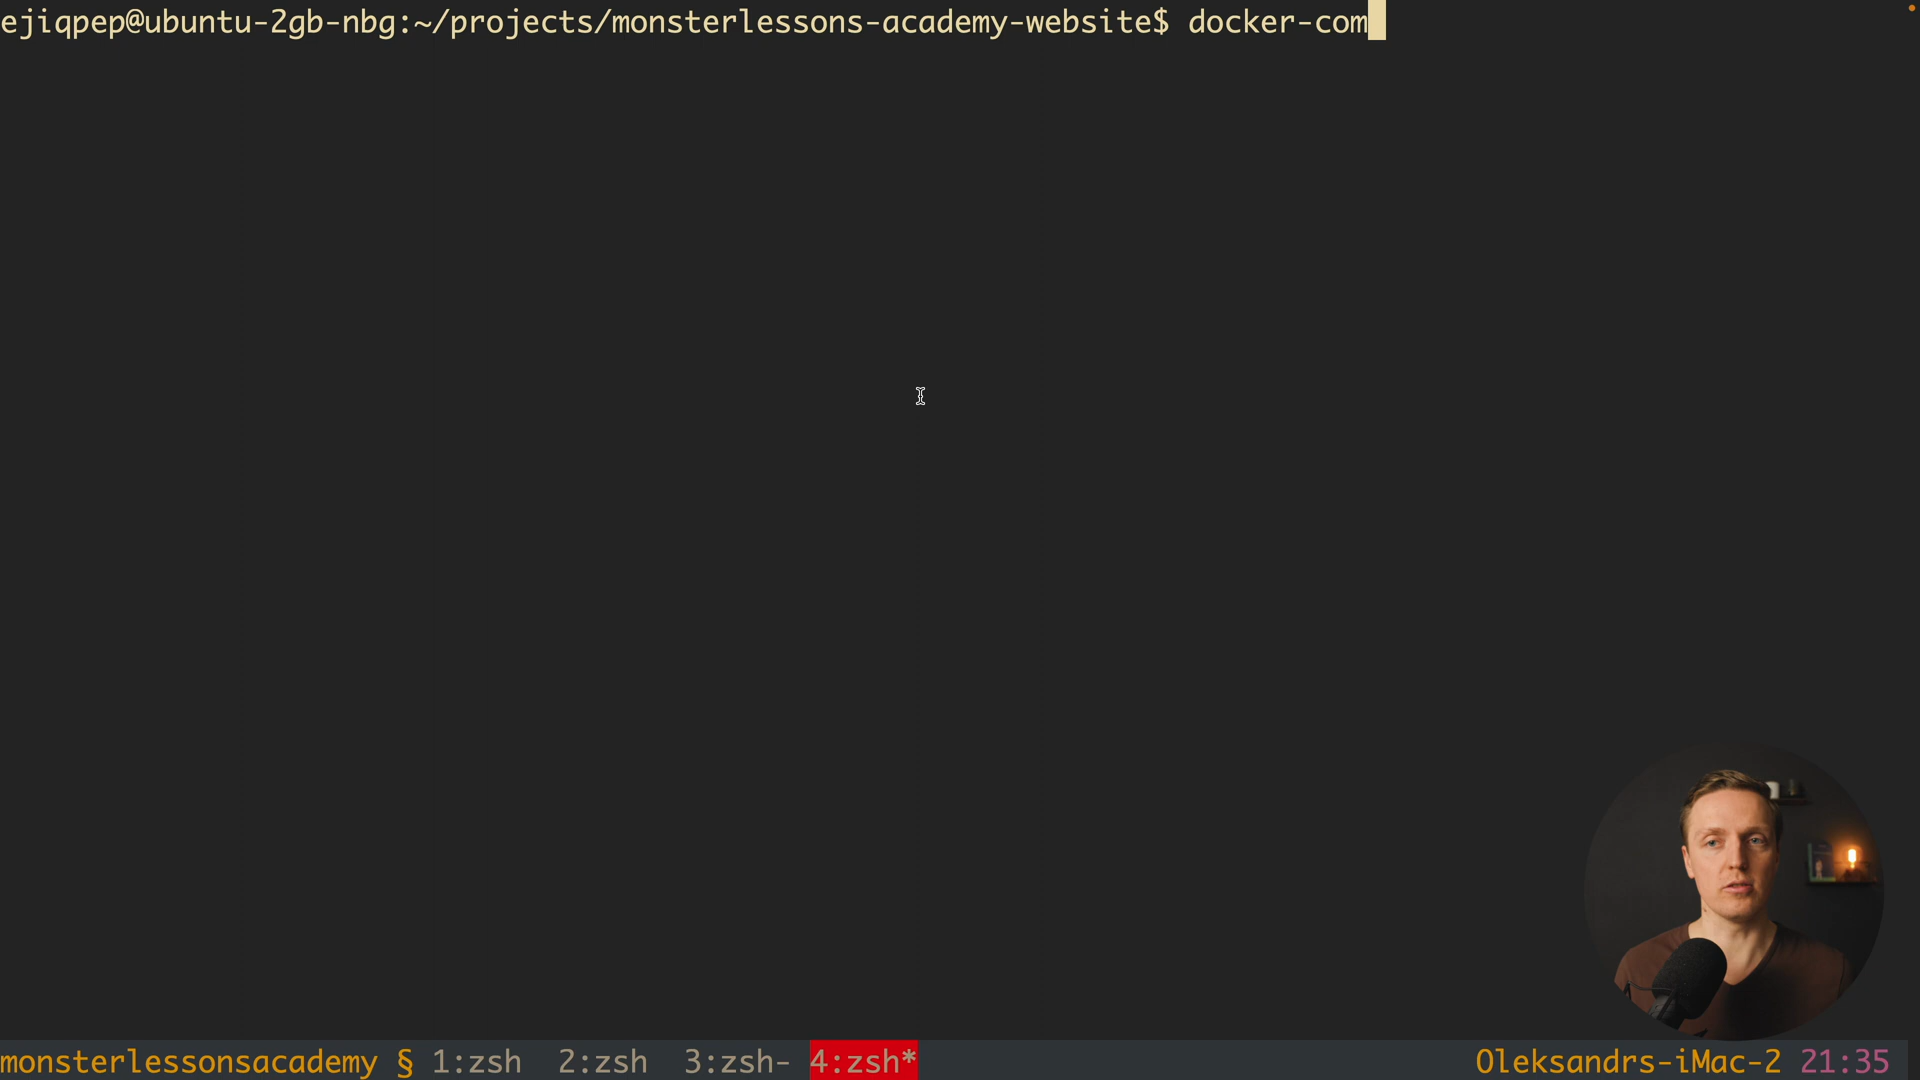 ejiqpep@ubuntu-2gb-nbg:~/projects/monsterlessons-academy-website$ docker-com
monsterlessonsacademy § 1:zsh 2:zsh 3:zsh- 4:zsh* Oleksandrs-iMac-2 21:35